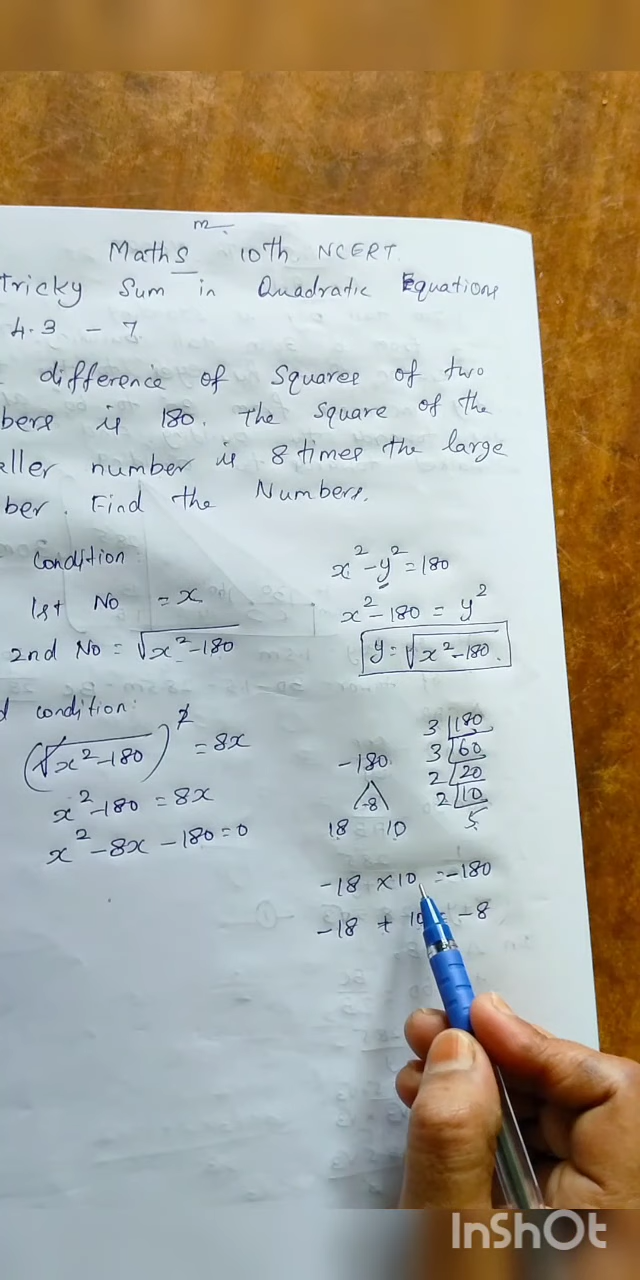 m.
Maths 10th NCERT.
Tricky Sum in Quadratic Equations
4.3 - 7
difference of Squares of two
bers is 180. The Square of the
aller number is 8 times the large
ber. Find the Numbers.
Condition
x² - y² = 180
1st No = x
x² - 180 = y²
2nd No = √x² - 180
y = √x² - 180.
d condition:
(√x² - 180)² = 8x
x² - 180 = 8x
x² - 8x - 180 = 0
3 180
3 60
2 20
2 10
5
-180
-8
18 10
-18 × 10 = -180
-18 + 10 = -8
InShOt